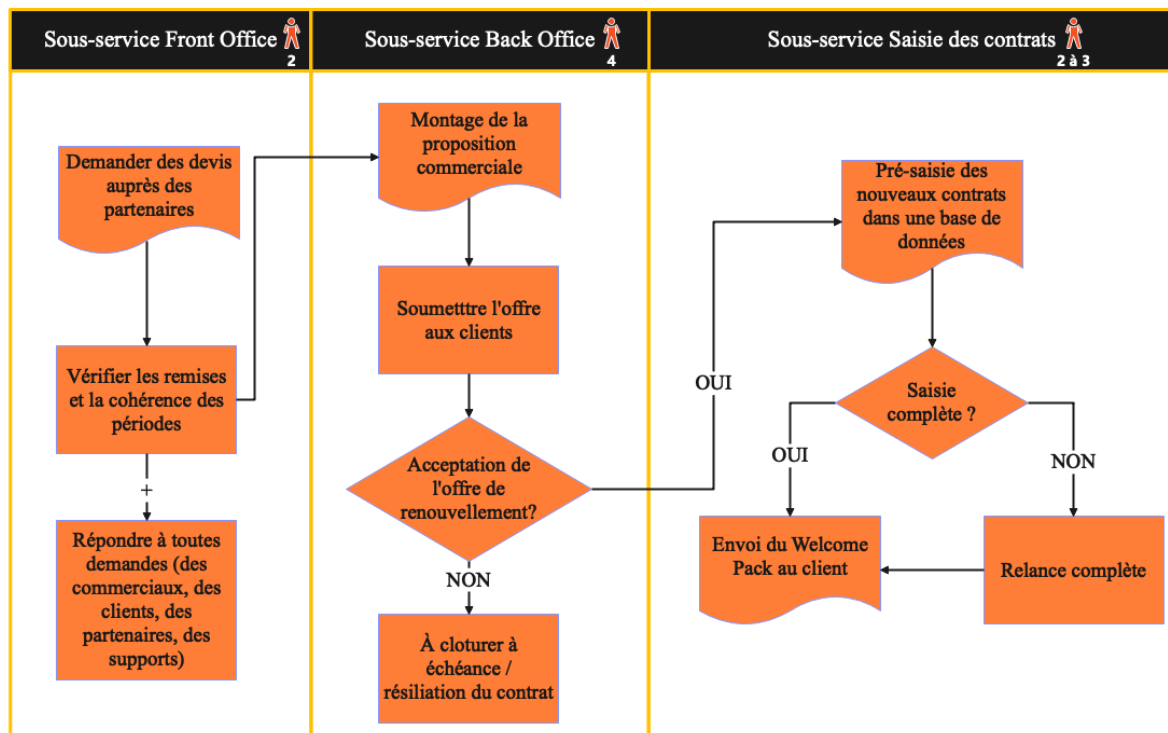 Sous-service Front Office
2
Sous-service Back Office
4
Sous-service Saisie des contrats
2 à 3
Demander des devis
auprès des
partenaires
Vérifier les remises
et la cohérence des
périodes
+
Répondre à toutes
demandes (des
commerciaux, des
clients, des
partenaires, des
supports)
Montage de la
proposition
commerciale
Soumetttre l'offre
aux clients
Acceptation de
l'offre de
renouvellement?
OUI
NON
À cloturer à
échéance /
résiliation du contrat
Pré-saisie des
nouveaux contrats
dans une base de
données
Saisie
complète ?
OUI
NON
Envoi du Welcome
Pack au client
Relance complète